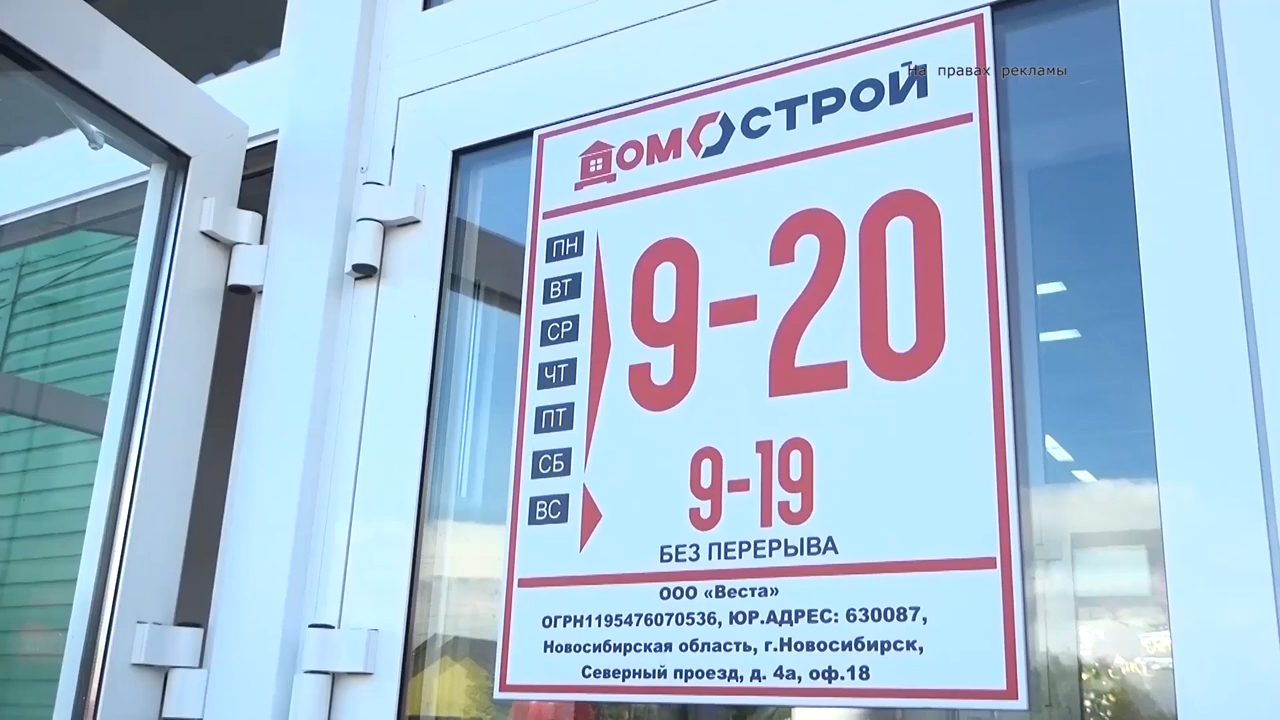 На правах рекламы
ДОМОСТРОЙ
ПН
ВТ
СР
ЧТ
ПТ
СБ
ВС
9-20
9-19
БЕЗ ПЕРЕРЫВА
ООО «Веста»
ОГРН1195476070536, ЮР.АДРЕС: 630087,
Новосибирская область, г.Новосибирск,
Северный проезд, д. 4а, оф.18